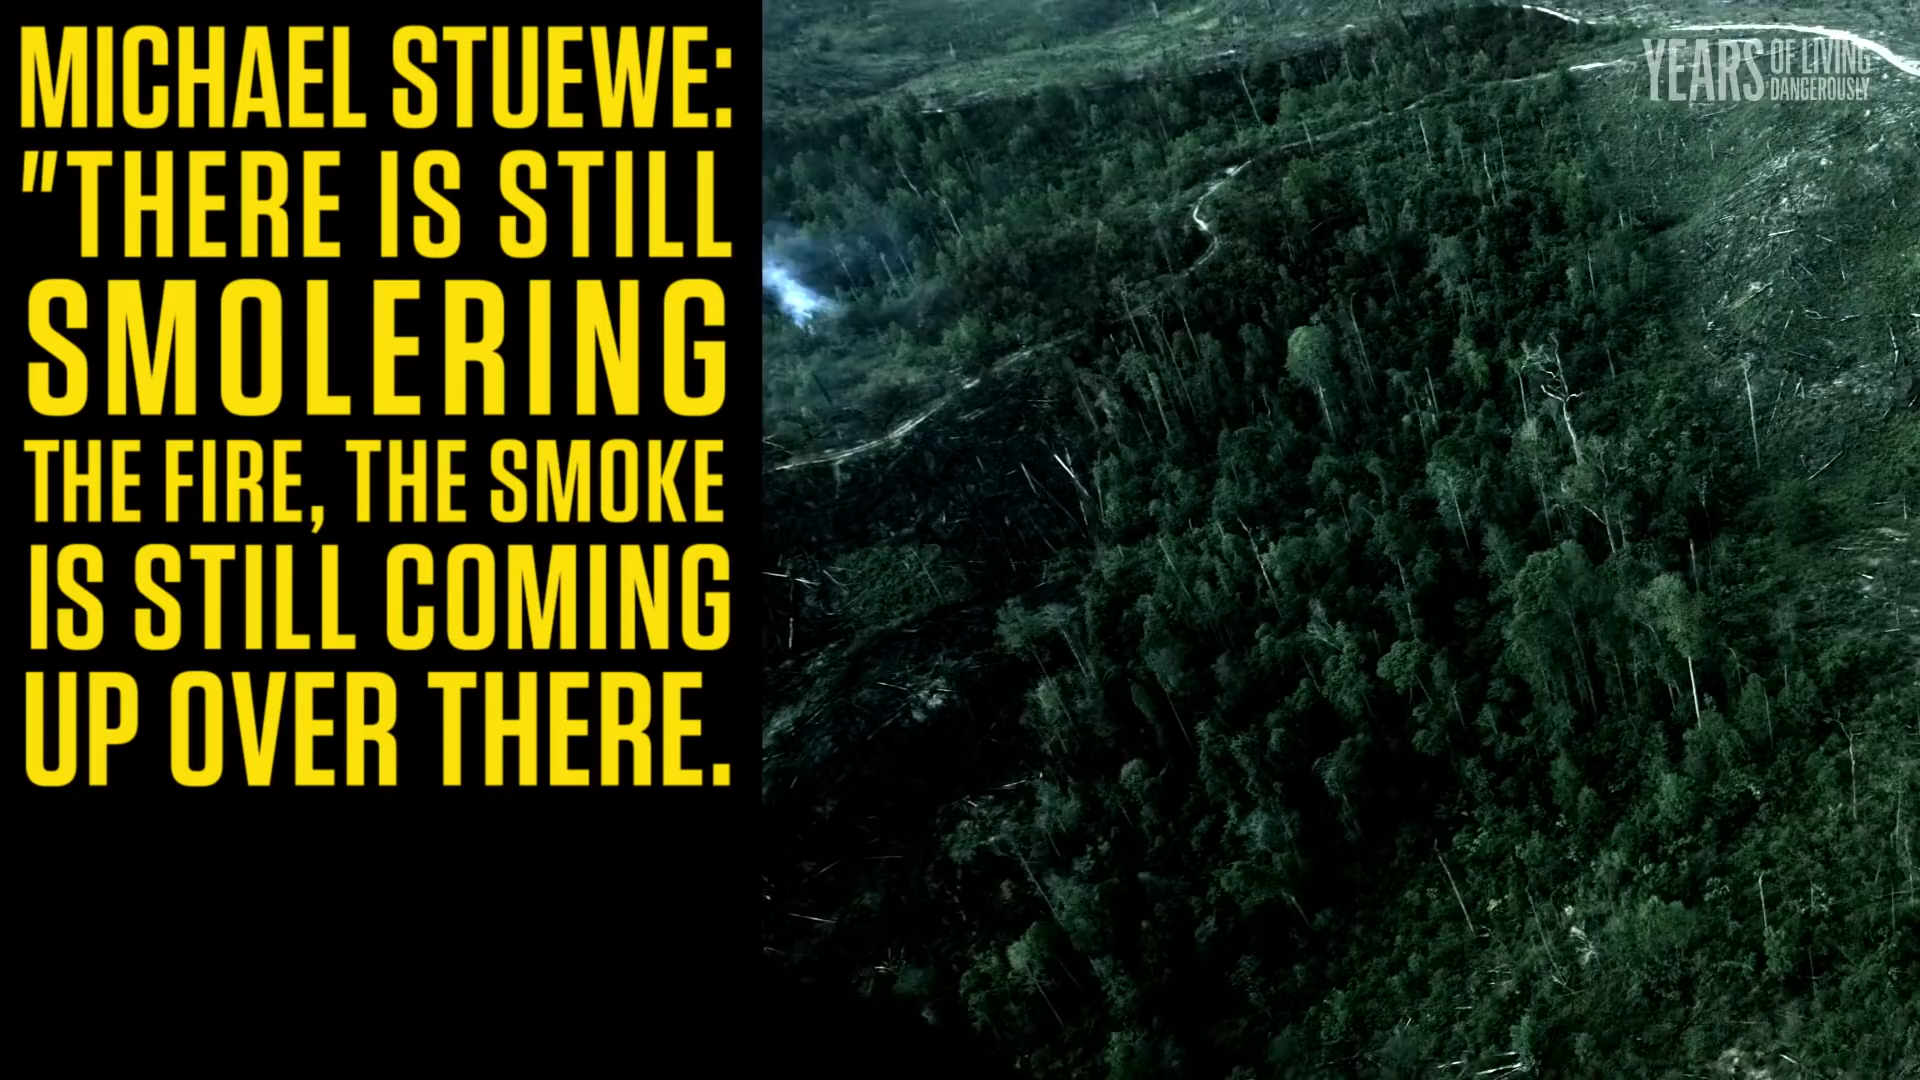 MICHAEL STUEWE:
"THERE IS STILL
SMOLERING
THE FIRE, THE SMOKE
IS STILL COMING
UP OVER THERE.
YEARS OF LIVING
DANGEROUSLY